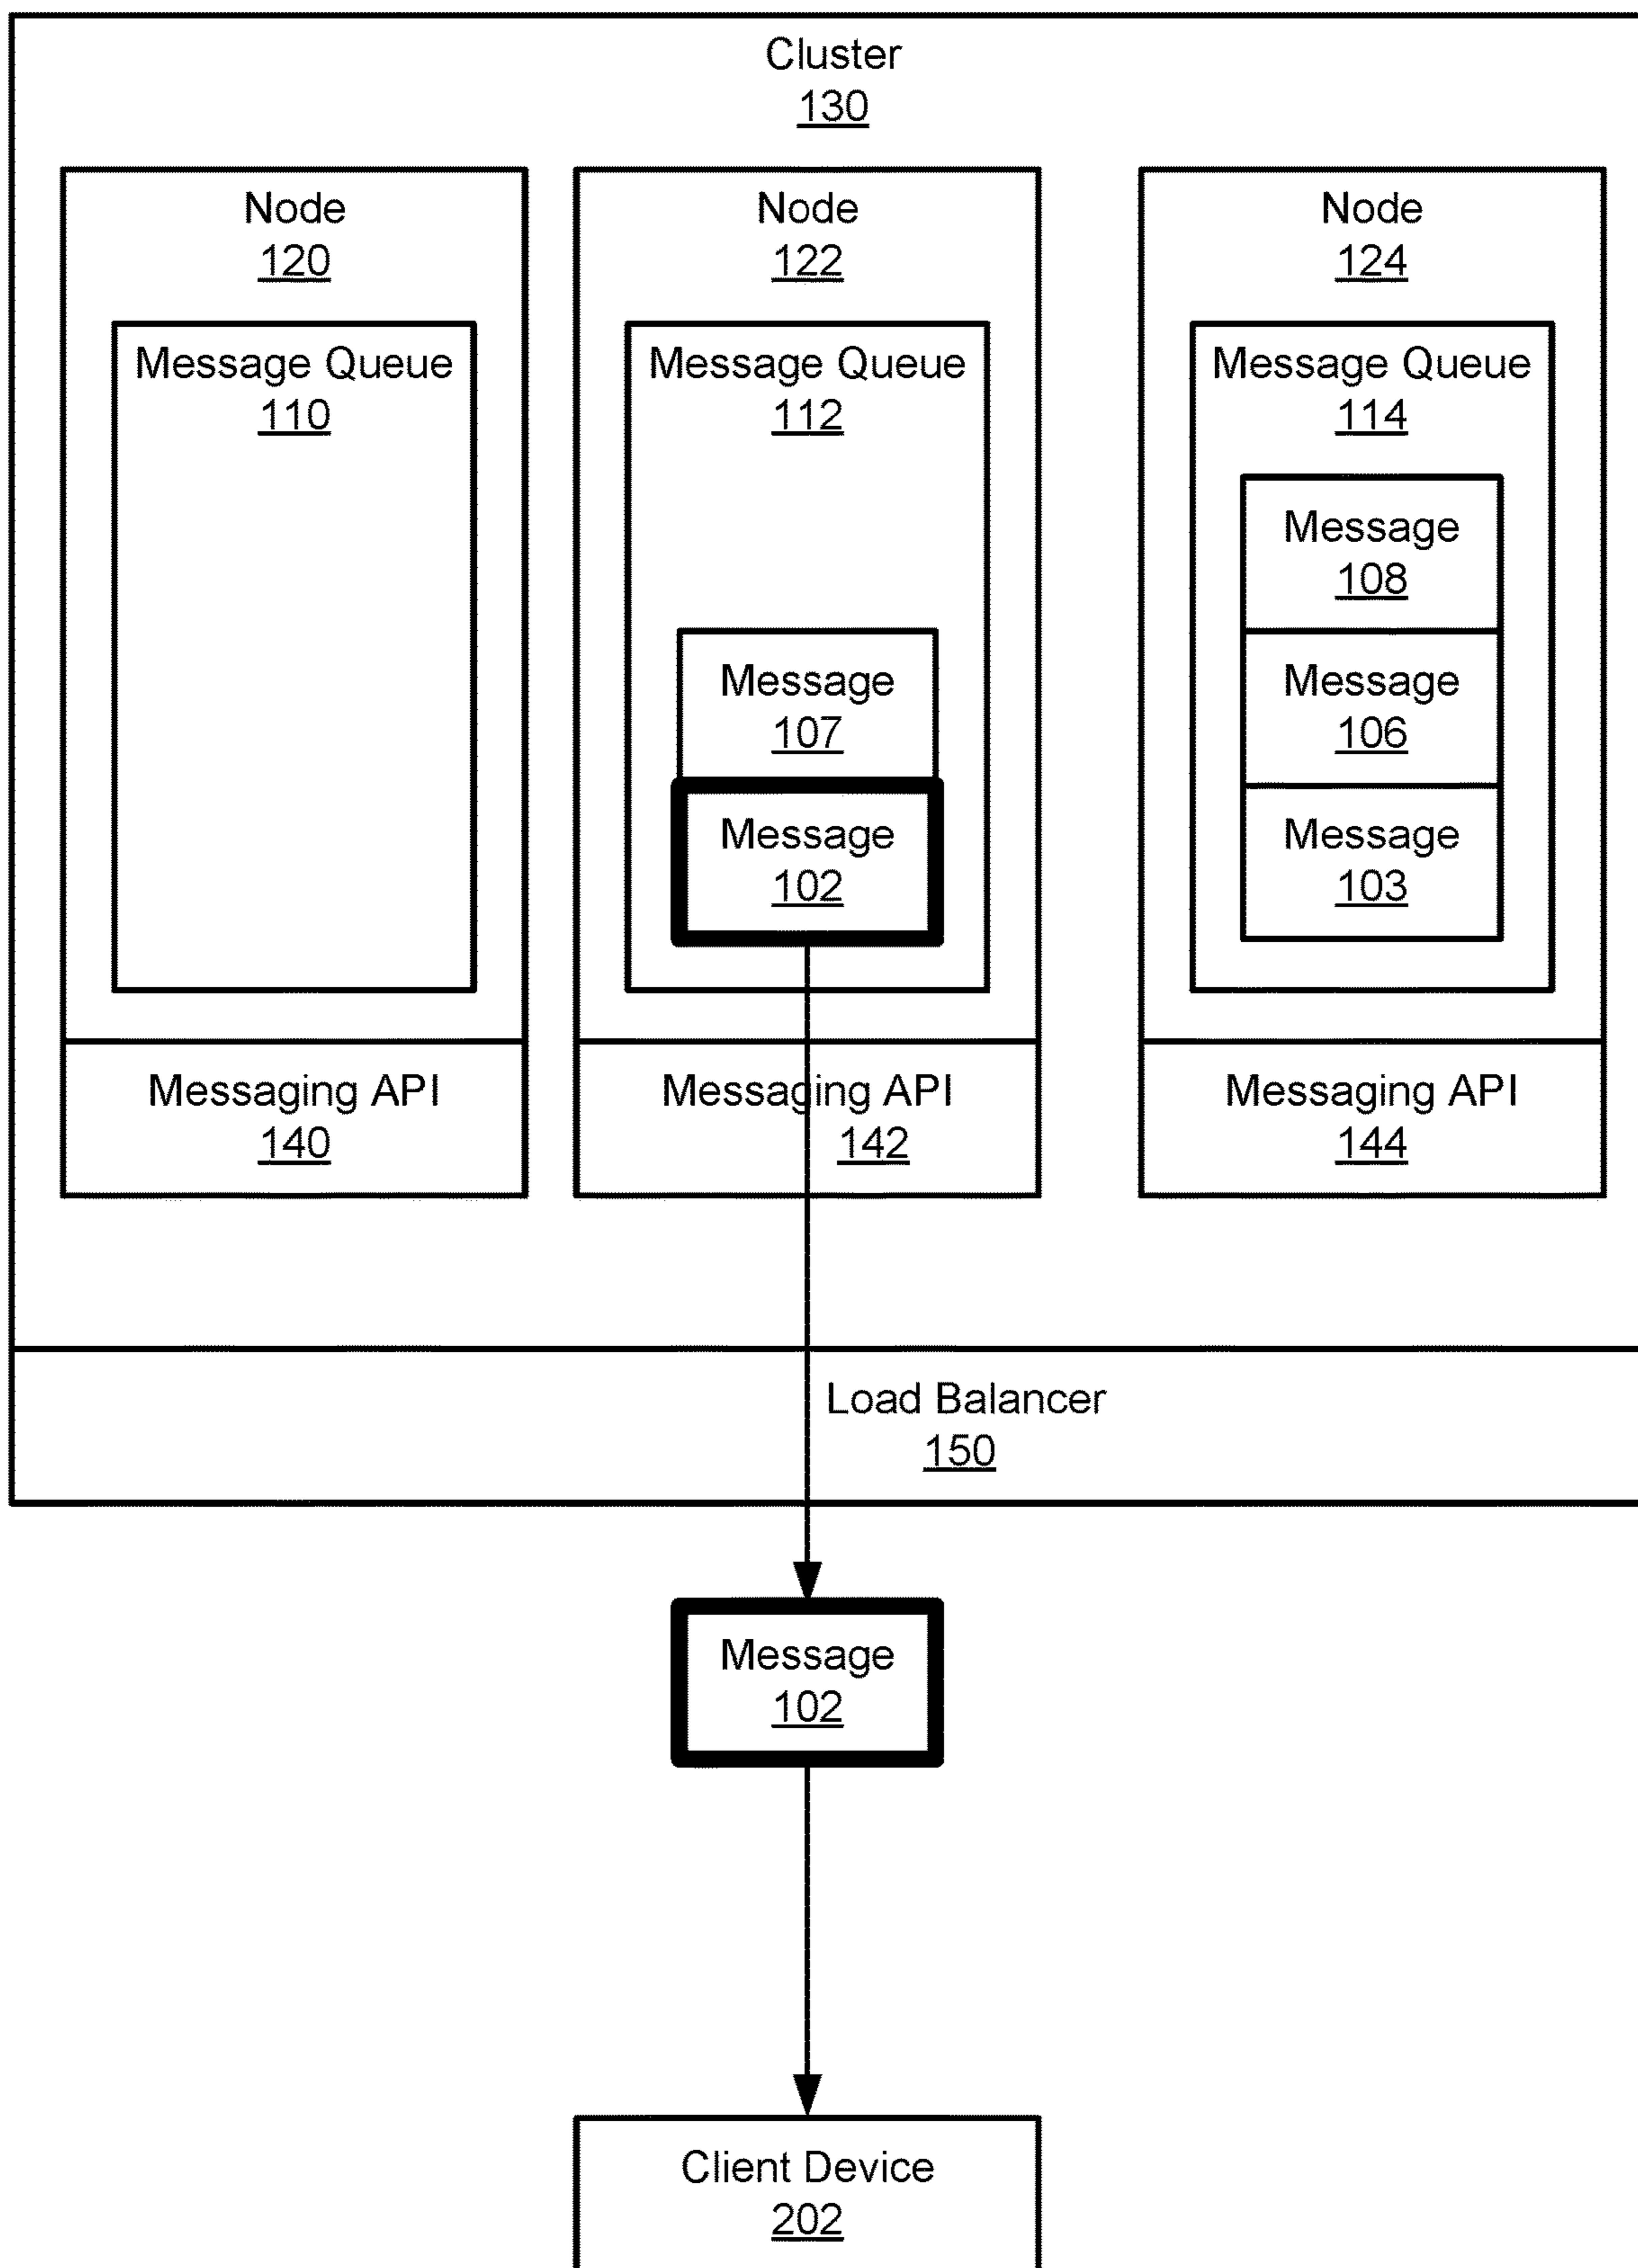 Cluster
130
Node
120
Message Queue
110
Messaging API
140
Node
122
Message Queue
112
Message
107
Message
102
Messaging API
142
Node
124
Message Queue
114
Message
108
Message
106
Message
103
Messaging API
144
Load Balancer
150
Message
102
Client Device
202